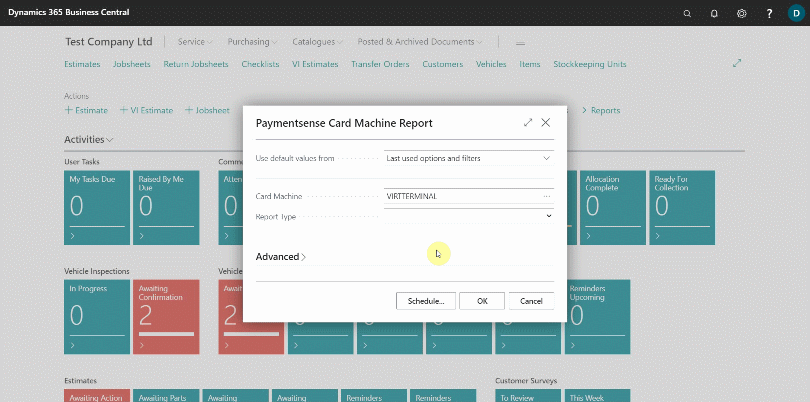 Dynamics 365 Business Central
?
D
Test Company Ltd
Service
Purchasing
Catalogues
Posted & Archived Documents
Estimates
Jobsheets
Return Jobsheets
Checklists
VI Estimates
Transfer Orders
Customers
Vehicles
Items
Stockkeeping Units
Actions
+ Estimate
+ VI Estimate
+ Jobsheet
> Reports
Activities
User Tasks
My Tasks Due
0
Raised By Me Due
0
Allocation Complete
0
Ready For Collection
0
Paymentsense Card Machine Report
Use default values from
Last used options and filters
Card Machine
VIRTTERMINAL
...
Report Type
Advanced
Schedule...
OK
Cancel
Vehicle Inspections
In Progress
0
Awaiting Confirmation
2
Vehicle
2
Reminders Upcoming
0
Estimates
Awaiting Action
Awaiting Parts
Awaiting
Awaiting
Reminders
Reminders
Customer Surveys
To Review
This Week